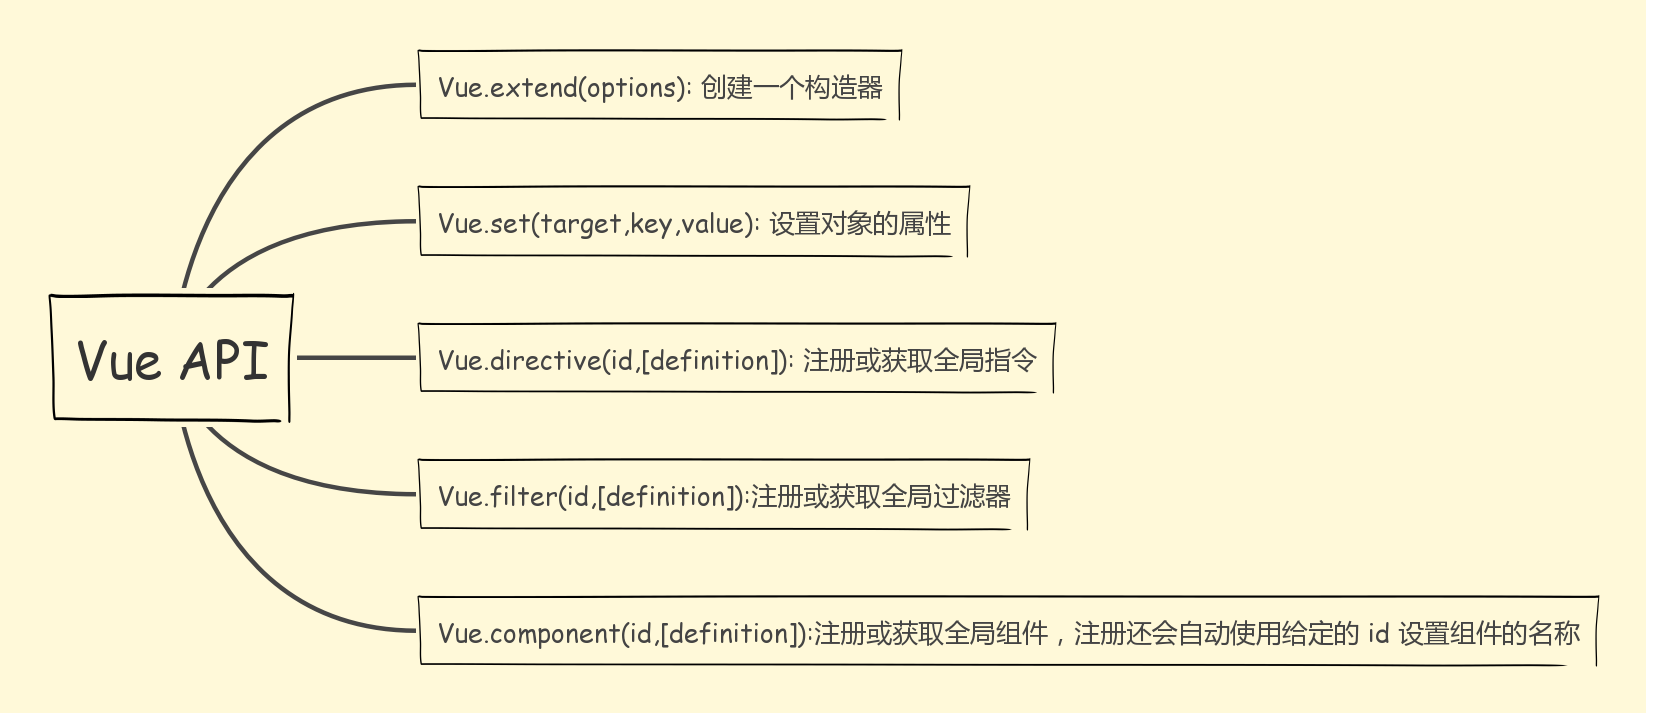 Vue.extend(options): 创建一个构造器
Vue.set(target,key,value): 设置对象的属性
Vue API
Vue.directive(id,[definition]): 注册或获取全局指令
Vue.filter(id,[definition]):注册或获取全局过滤器
Vue.component(id,[definition]):注册或获取全局组件，注册还会自动使用给定的 id 设置组件的名称